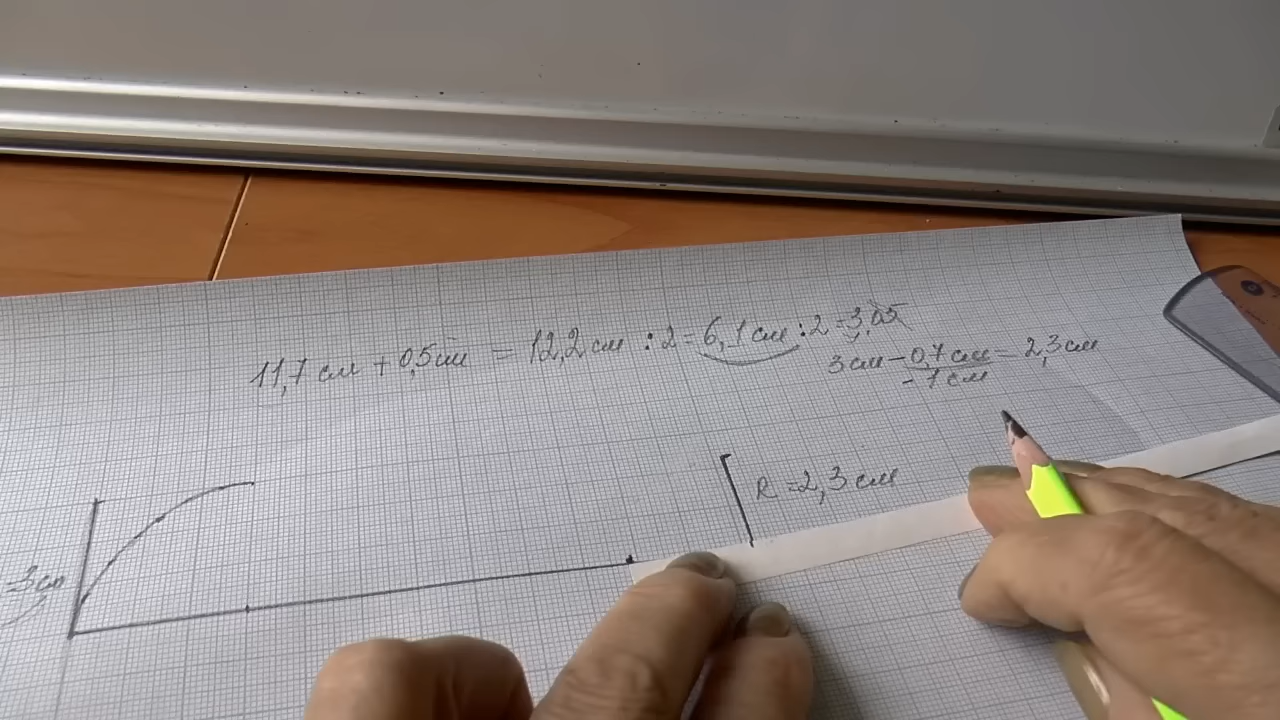 11,7 см + 0,5 см = 12,2 см : 2 = 6,1 см : 2 = 3,05
3 см - 0,7 см = 2,3 см
- 1 см
R = 2,3 см
3 см